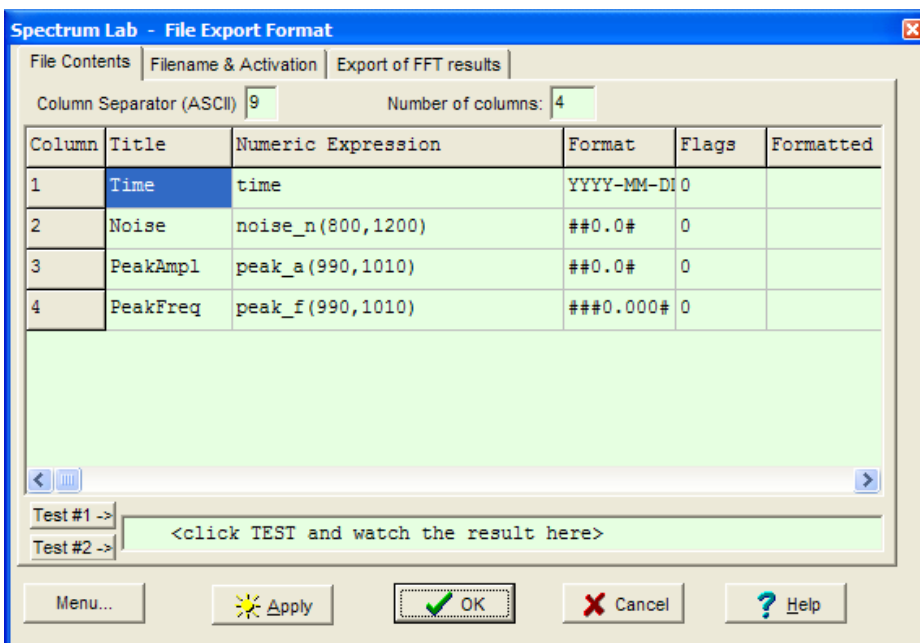 Spectrum Lab - File Export Format
File Contents Filename & Activation Export of FFT results
Column Separator (ASCII) 9 Number of columns: 4
Column Title Numeric Expression Format Flags Formatted
1 Time time YYYY-MM-DD 0
2 Noise noise_n(800,1200) ##0.0# 0
3 PeakAmpl peak_a(990,1010) ##0.0# 0
4 PeakFreq peak_f(990,1010) ###0.000# 0
Test #1 ->
<click TEST and watch the result here>
Test #2 ->
Menu... Apply OK Cancel Help